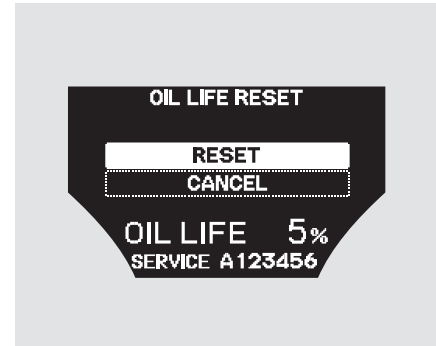 OIL LIFE RESET
RESET
CANCEL
OIL LIFE 5%
SERVICE A123456